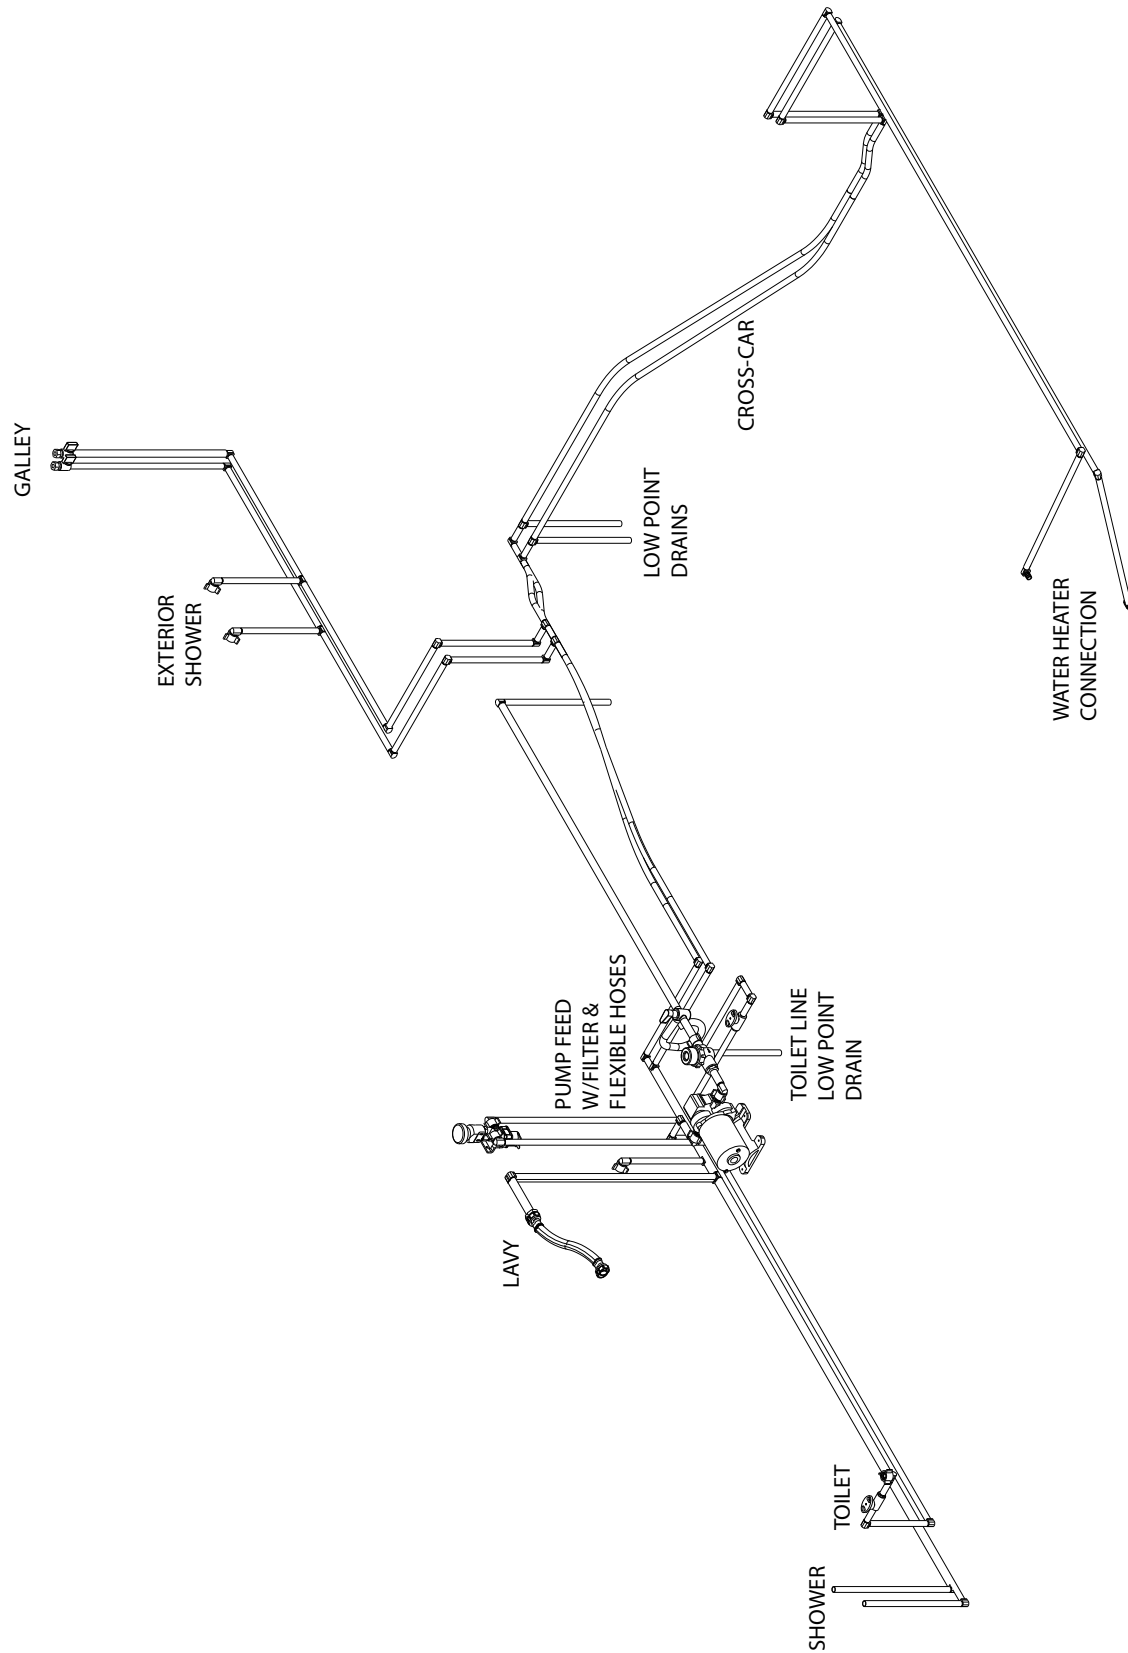 GALLEY
EXTERIOR
SHOWER
CROSS-CAR
LOW POINT
DRAINS
WATER HEATER
CONNECTION
PUMP FEED
W/FILTER &
FLEXIBLE HOSES
TOILET LINE
LOW POINT
DRAIN
LAVY
TOILET
SHOWER